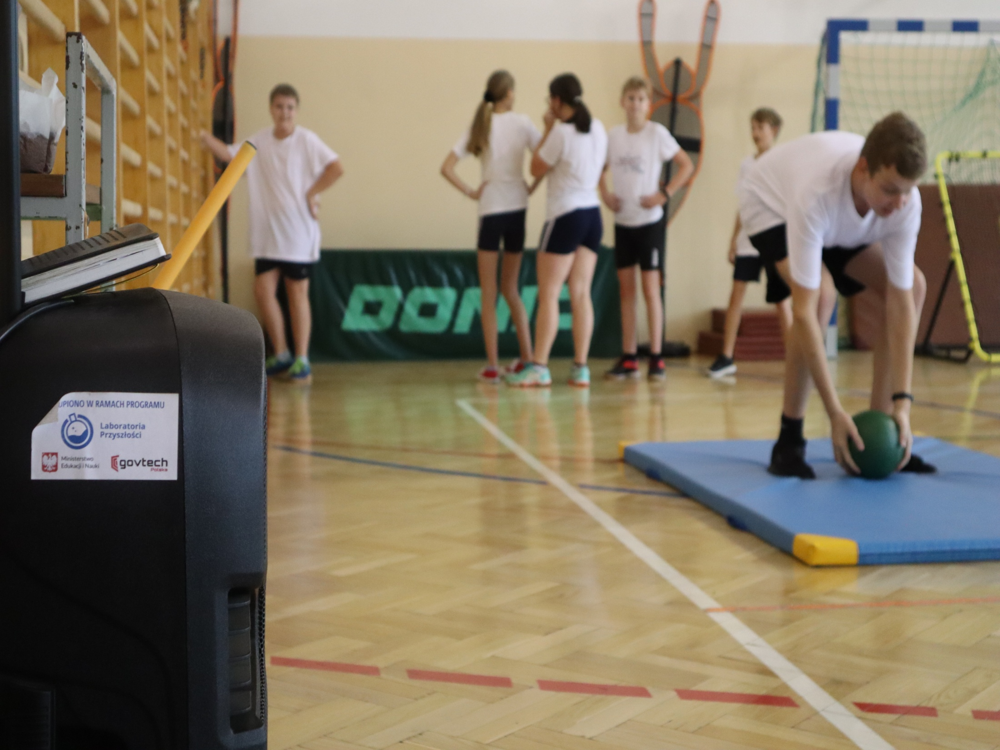 UPIONO W RAMACH PROGRAMU
Laboratoria
Przyszłości
Ministerstwo
Edukacji i Nauki
govtech
Polska
DONIC